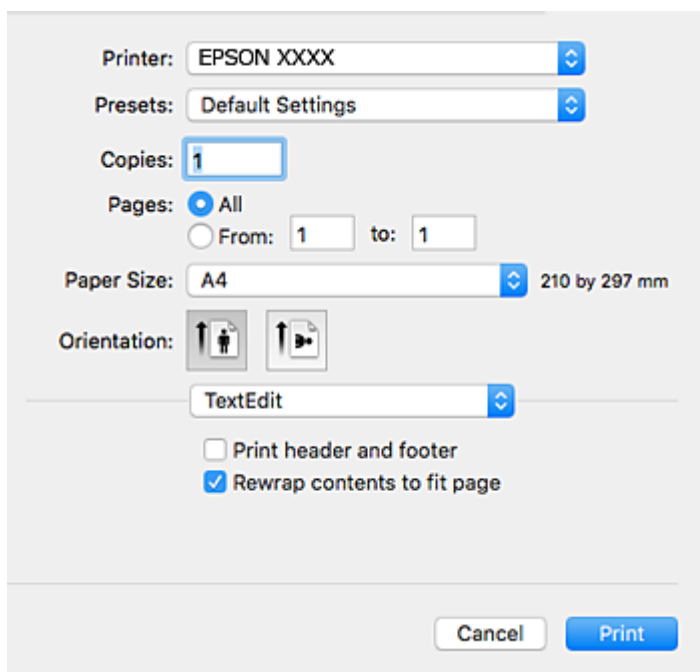 Printer: EPSON XXXX
Presets: Default Settings
Copies: 1
Pages: All
From: 1 to: 1
Paper Size: A4 210 by 297 mm
Orientation:
TextEdit
Print header and footer
Rewrap contents to fit page
Cancel Print